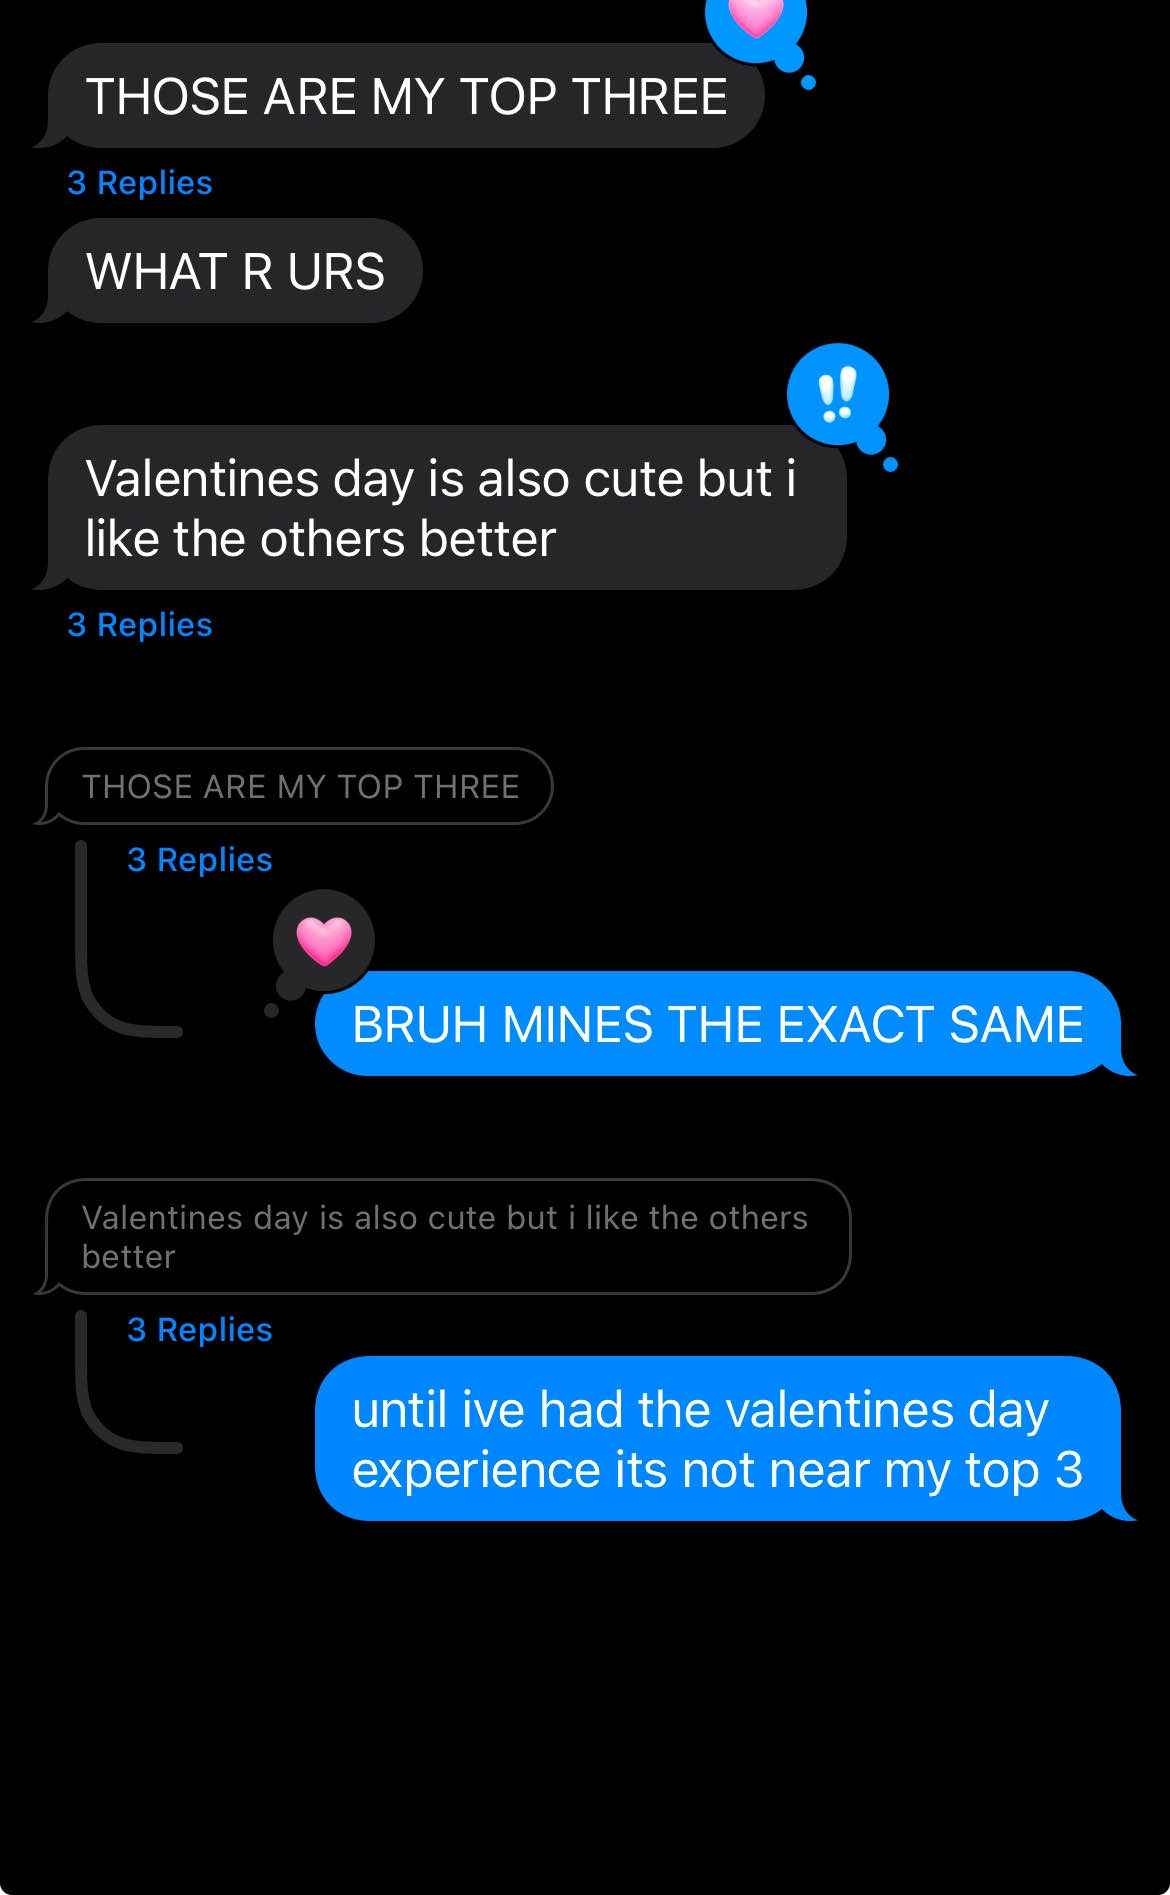 THOSE ARE MY TOP THREE
3 Replies
WHAT R URS
Valentines day is also cute but i
like the others better
3 Replies
THOSE ARE MY TOP THREE
3 Replies
BRUH MINES THE EXACT SAME
Valentines day is also cute but i like the others
better
3 Replies
until ive had the valentines day
experience its not near my top 3